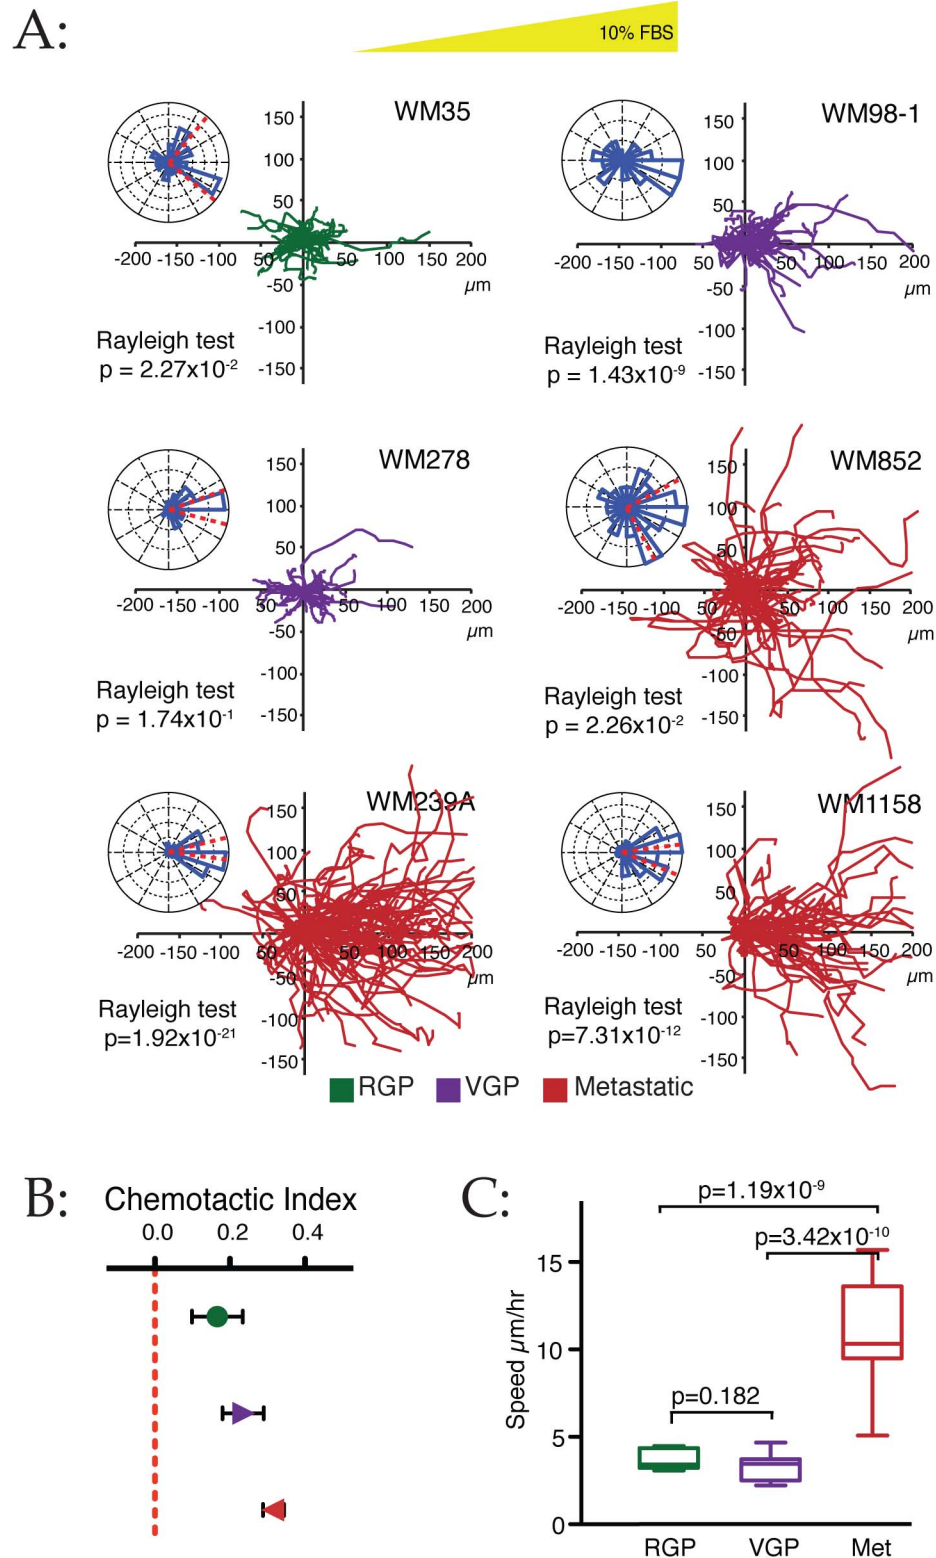 A:
10% FBS
WM35
150
100
50
-200 -150 -100 50 50 100 150 200
µm
-50
-100
-150
Rayleigh test
p = 2.27x10-2
WM98-1
150
100
50
-200 -150 -100 50 50 100 150 200
µm
-50
-100
-150
Rayleigh test
p = 1.43x10-9
WM278
150
100
50
-200 -150 -100 50 50 100 150 200
µm
-50
-100
-150
Rayleigh test
p = 1.74x10-1
WM852
150
100
50
-200 -150 -100 50 50 100 150 200
µm
-50
-100
-150
Rayleigh test
p = 2.26x10-2
WM239A
150
100
50
-200 -150 -100 50 50 100 150 200
µm
-50
-100
-150
Rayleigh test
p=1.92x10-21
WM1158
150
100
50
-200 -150 -100 50 50 100 150 200
µm
-50
-100
-150
Rayleigh test
p=7.31x10-12
RGP VGP Metastatic
B:
Chemotactic Index
0.0 0.2 0.4
C:
p=1.19x10-9
p=3.42x10-10
p=0.182
Speed µm/hr
15
10
5
0
RGP VGP Met